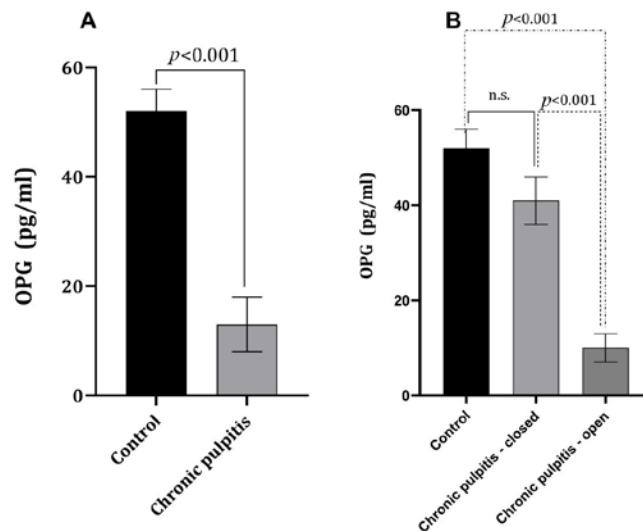 A
p<0.001
60
40
20
0
OPG (pg/ml)
Control
Chronic pulpitis
B
p<0.001
n.s.
p<0.001
60
40
20
0
OPG (pg/ml)
Control
Chronic pulpitis - closed
Chronic pulpitis - open